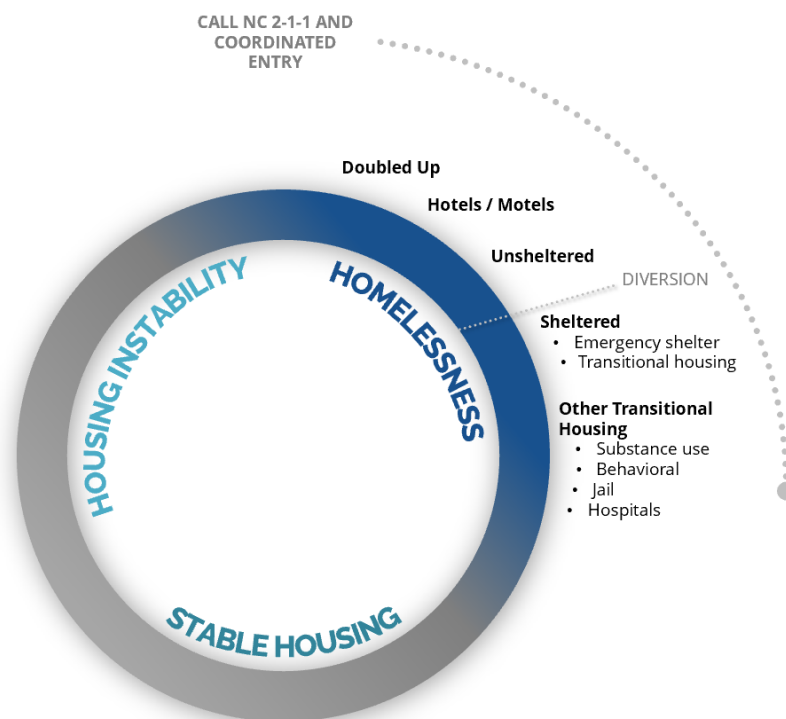 CALL NC 2-1-1 AND
COORDINATED
ENTRY
Doubled Up
Hotels / Motels
Unsheltered
DIVERSION
Sheltered
• Emergency shelter
• Transitional housing
Other Transitional
Housing
• Substance use
• Behavioral
• Jail
• Hospitals
HOUSING INSTABILITY
HOMELESSNESS
STABLE HOUSING